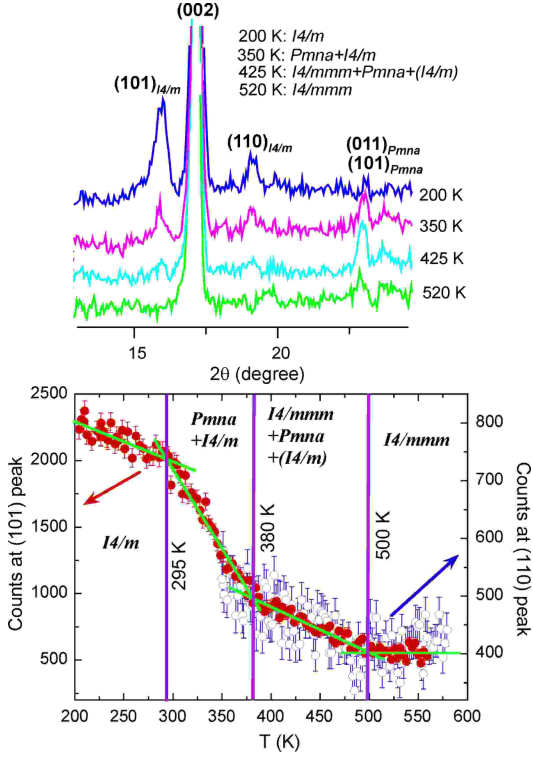 (002)
200 K: I4/m
350 K: Pmna+I4/m
425 K: I4/mmm+Pmna+(I4/m)
520 K: I4/mmm
(101)I4/m
(110)I4/m
(011)Pmna
(101)Pmna
200 K
350 K
425 K
520 K
15 20
2θ (degree)
2500
2000
1500
1000
500
Counts at (101) peak
800
700
600
500
400
300
Counts at (110) peak
Pmna
+I4/m
I4/mmm
+Pmna
+(I4/m)
I4/mmm
I4/m
295 K
380 K
500 K
200 250 300 350 400 450 500 550 600
T (K)